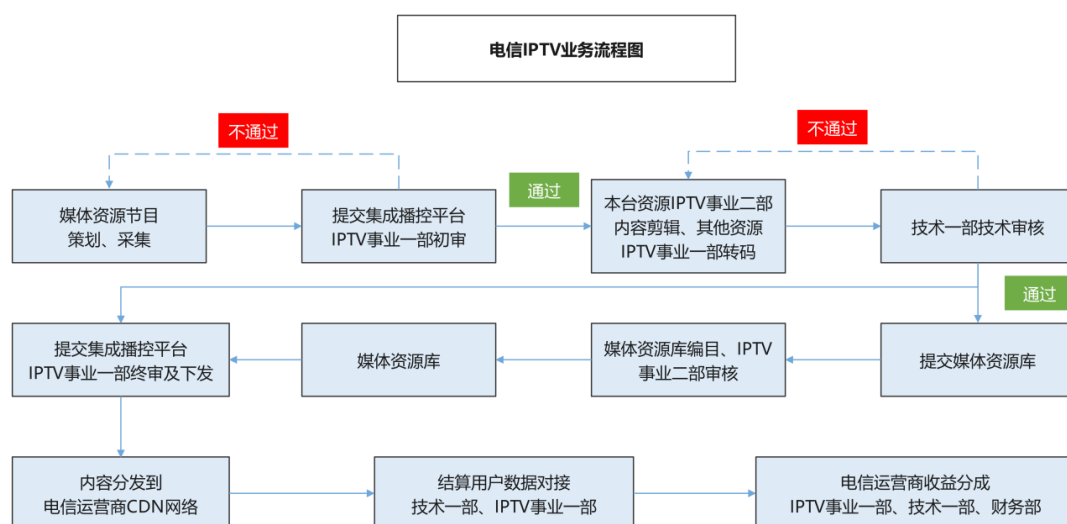 电信IPTV业务流程图
不通过
不通过
媒体资源节目
策划、采集
提交集成播控平台
IPTV事业一部初审
通过
本台资源IPTV事业二部
内容剪辑、其他资源
IPTV事业一部转码
技术一部技术审核
通过
提交集成播控平台
IPTV事业一部终审及下发
媒体资源库
媒体资源库编目、IPTV
事业二部审核
提交媒体资源库
内容分发到
电信运营商CDN网络
结算用户数据对接
技术一部、IPTV事业一部
电信运营商收益分成
IPTV事业一部、技术一部、财务部